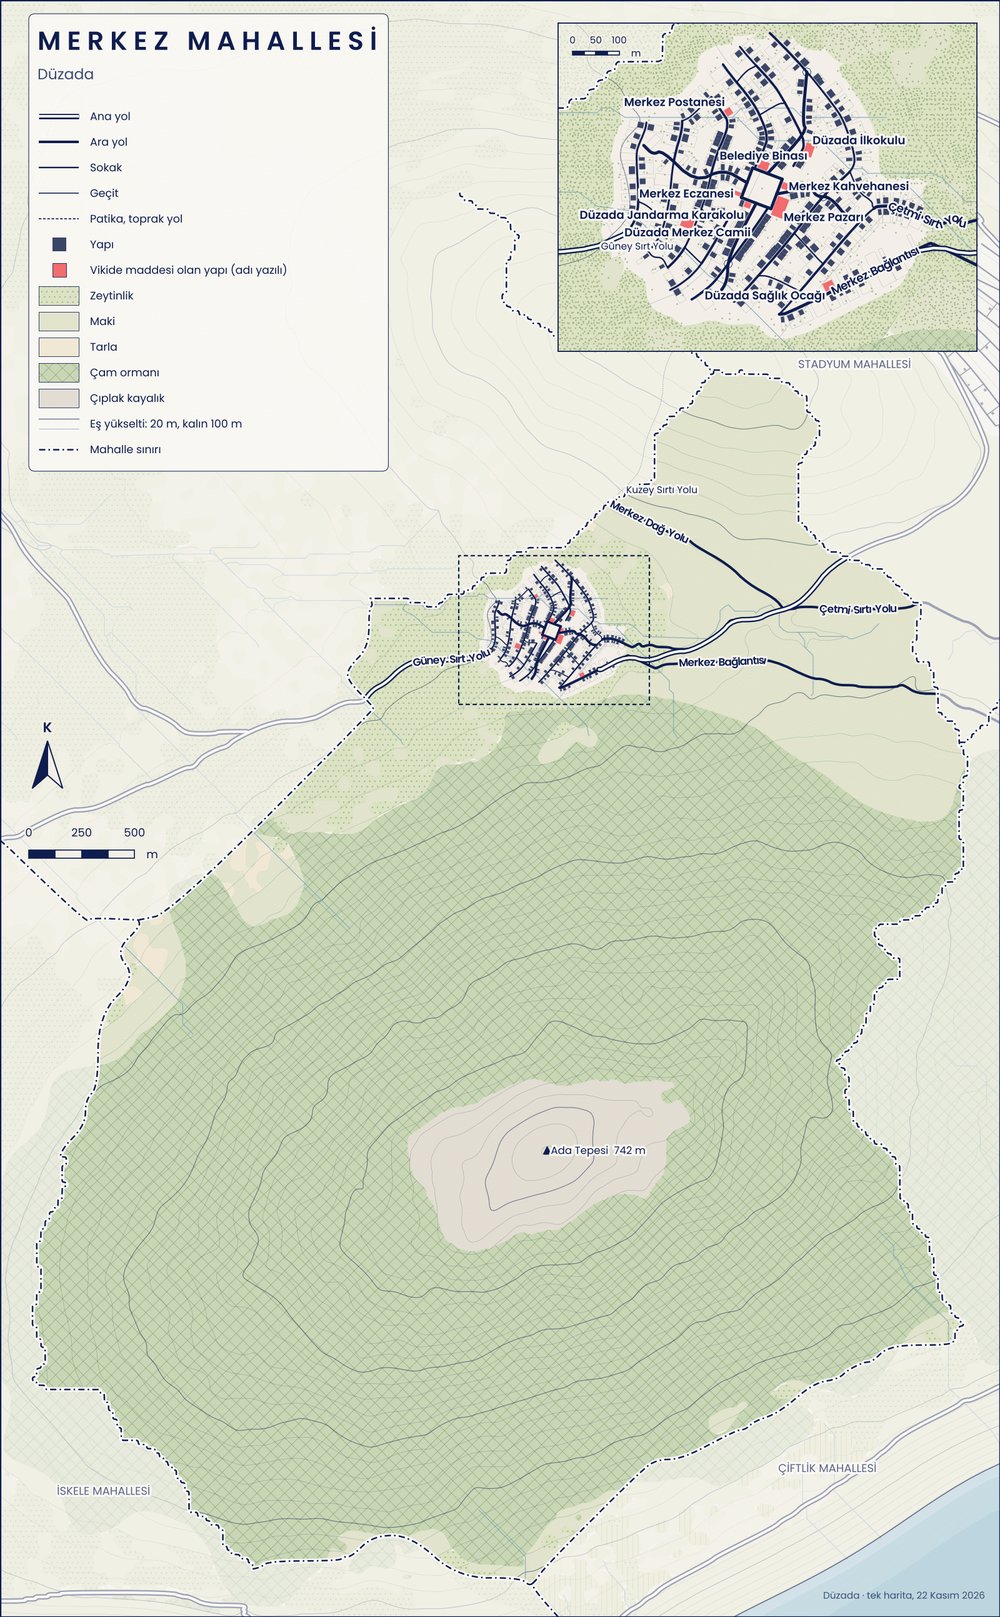 MERKEZ MAHALLESİ
Düzada
Ana yol
Ara yol
Sokak
Geçit
Patika, toprak yol
Yapı
Vikide maddesi olan yapı (adı yazılı)
Zeytinlik
Maki
Tarla
Çam ormanı
Çıplak kayalık
Eş yükselti: 20 m, kalın 100 m
Mahalle sınırı
0 50 100 m
Merkez Postanesi
Düzada İlkokulu
Belediye Binası
Merkez Kahvehanesi
Merkez Eczanesi
Düzada Jandarma Karakolu
Merkez Pazarı
Çetmi Sırtı Yolu
Düzada Merkez Camii
Güney Sırt Yolu
Merkez Bağlantısı
Düzada Sağlık Ocağı
STADYUM MAHALLESİ
Kuzey Sırtı Yolu
Merkez Dağ Yolu
Çetmi Sırtı Yolu
Güney Sırt Yolu
Merkez Bağlantısı
K
0 250 500
m
Ada Tepesi 742 m
ÇİFTLİK MAHALLESİ
İSKELE MAHALLESİ
Düzada · tek harita, 22 Kasım 2026